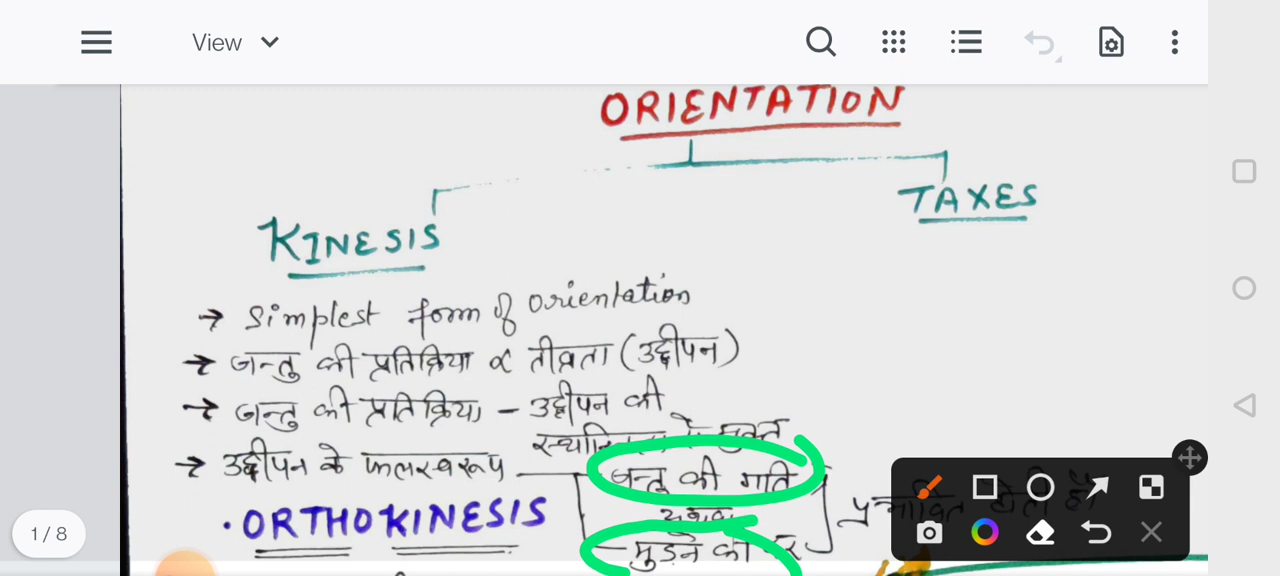 View
ORIENTATION
TAXES
KINESIS
→ Simplest form of orientation
→ जन्तु की प्रतिक्रिया ∝ तीव्रता (उद्दीपन)
→ जन्तु की प्रतिक्रिया - उद्दीपन की
मुक्त
→ उद्दीपन के फलस्वरूप
जन्तु की गति
अथवा
मुड़ने की दर
होती है
• ORTHOKINESIS
1 / 8